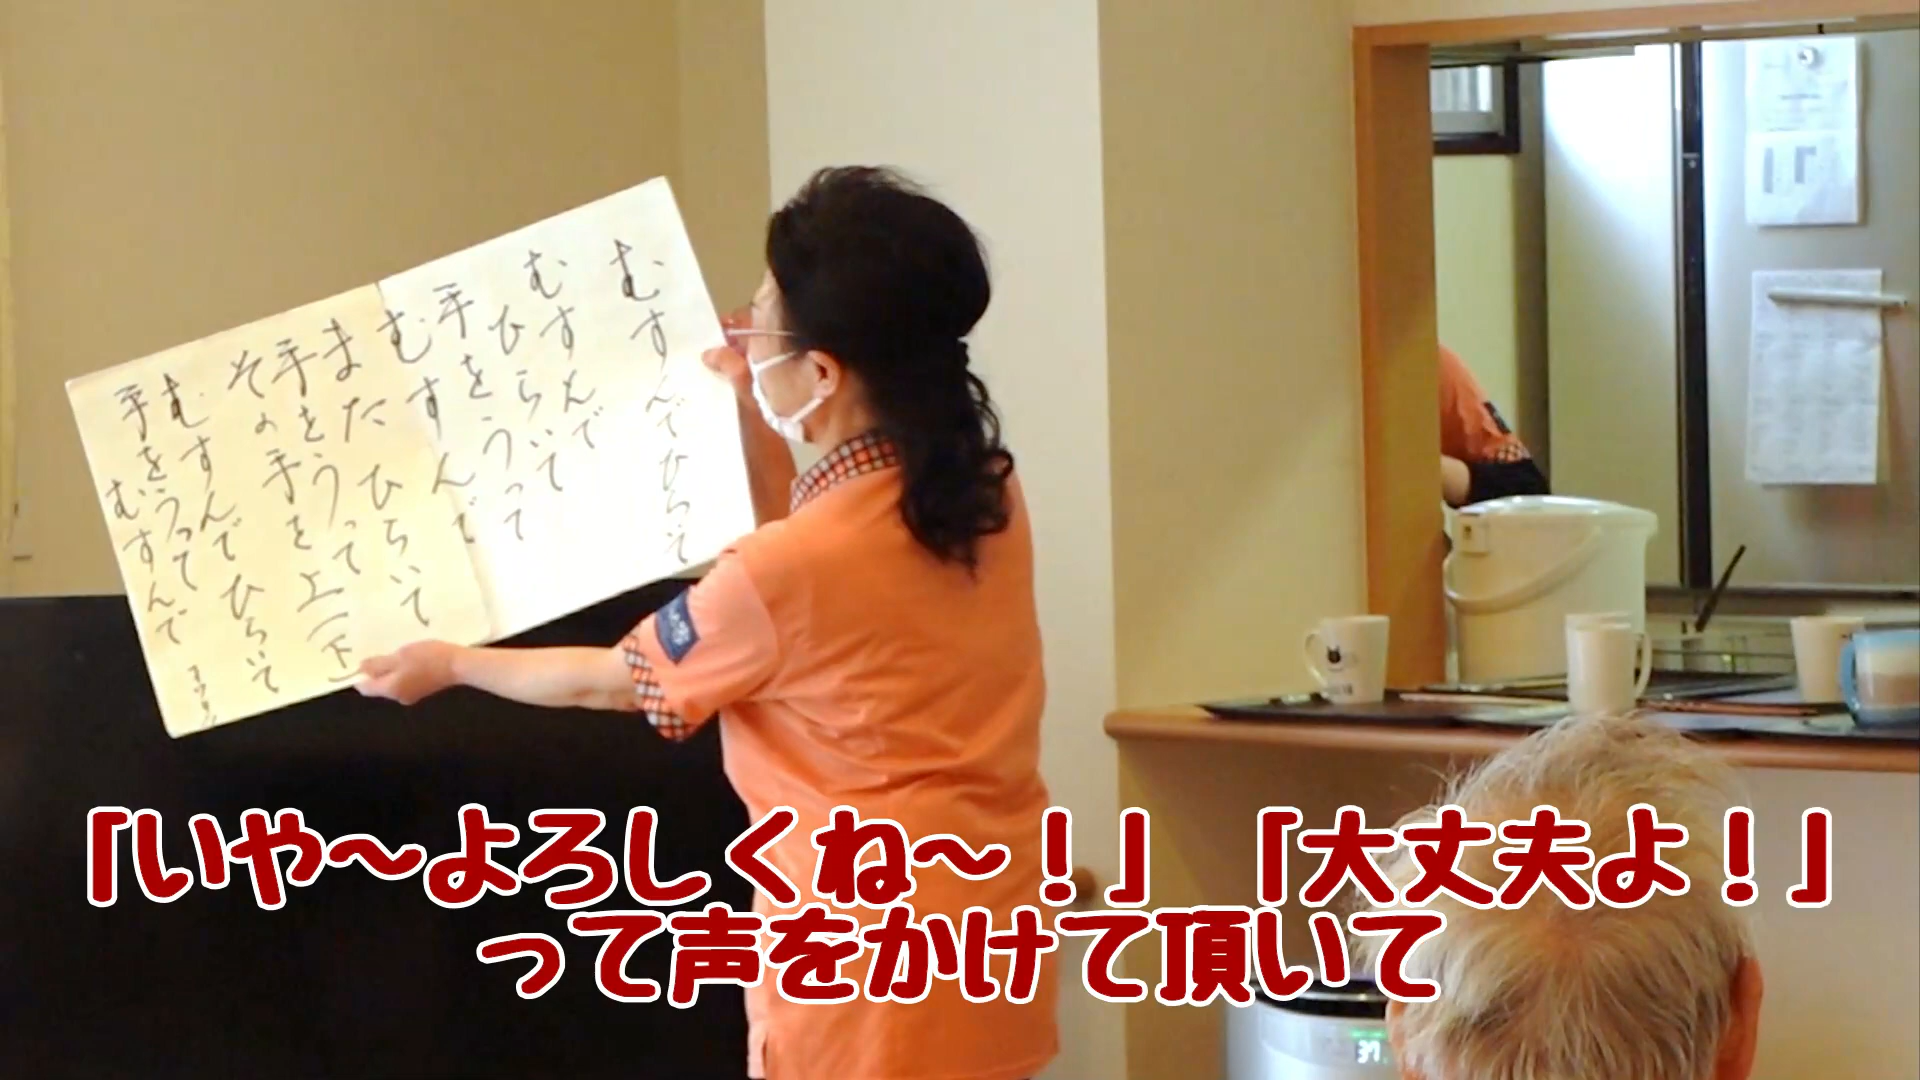 むすんでひらいて
むすんで
ひらいて
手をうって
むすんで
またひらいて
手をうって
その手を上(下)
むすんでひらいて
手をうって
むすんで
「いや～よろしくね～！」「大丈夫よ！」
って声をかけて頂いて
37